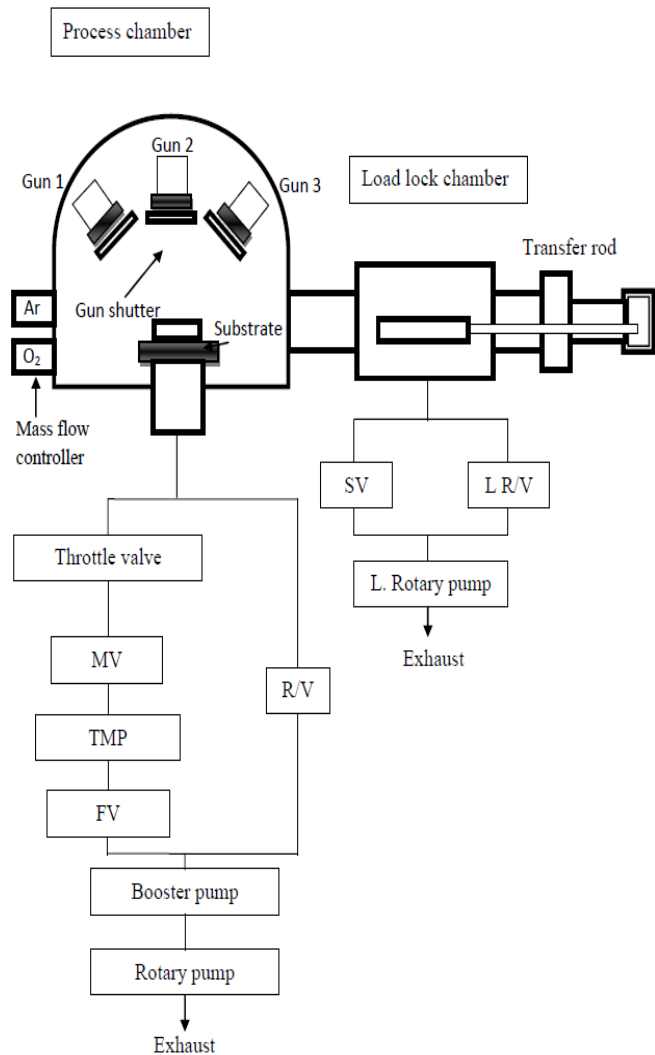 Process chamber
Gun 2
Gun 1
Gun 3
Load lock chamber
Transfer rod
Ar
Gun shutter
Substrate
O₂
Mass flow
controller
SV
L R/V
Throttle valve
L. Rotary pump
Exhaust
MV
R/V
TMP
FV
Booster pump
Rotary pump
Exhaust